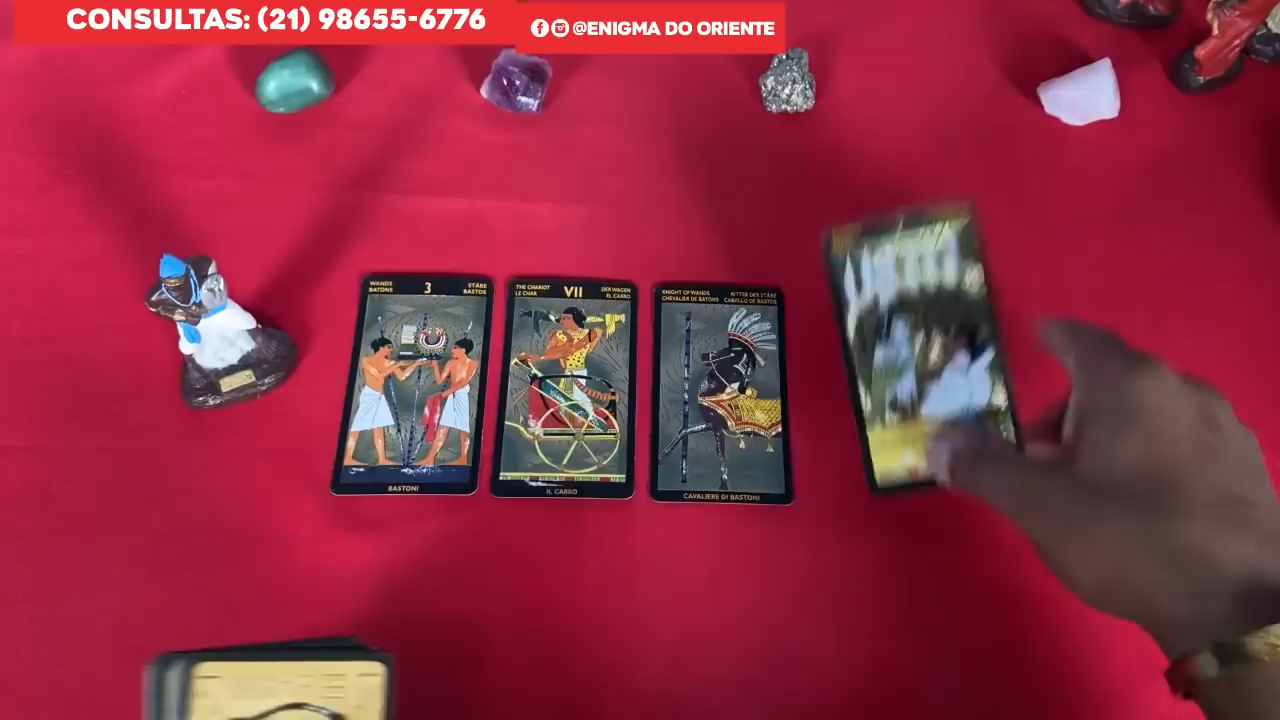 CONSULTAS: (21) 98655-6776
@ENIGMA DO ORIENTE
WANDS
BATONS
3
STÄBE
BASTOS
BASTONI
THE CHARIOT
LE CHAR
VII
DER WAGEN
EL CARRO
IL CARRO
KNIGHT OF WANDS
CHEVALIER DE BATONS
RITTER DER STÄBE
CABALLO DE BASTOS
CAVALIERE DI BASTONI